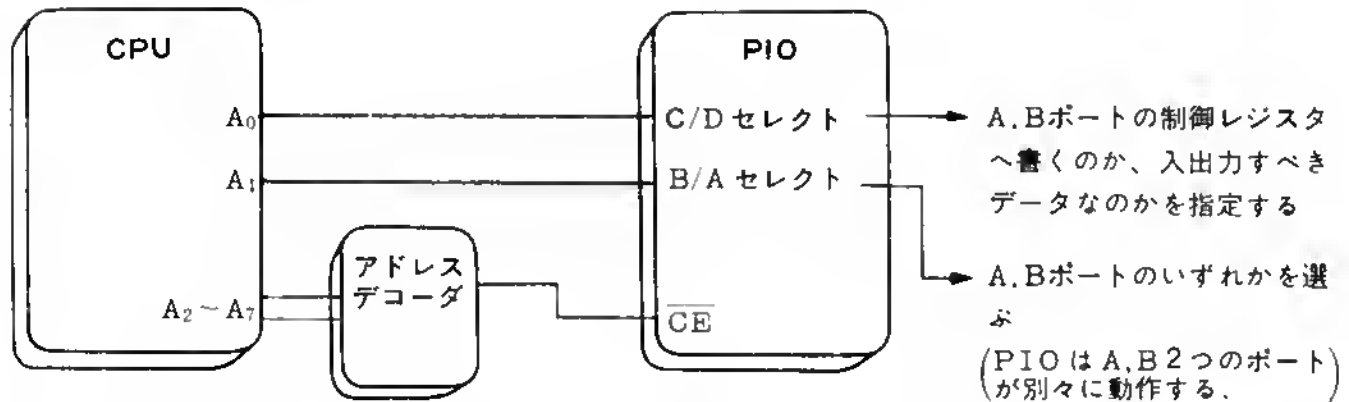 CPU
PIO
A₀
C/D セレクト
A,Bポートの制御レジスタ
へ書くのか、入出力すべき
データなのかを指定する
A₁
B/A セレクト
アドレス
デコーダ
A₂～A₇
CE
A,Bポートのいずれかを選
ぶ
(PIOはA,B2つのポート
が別々に動作する.)